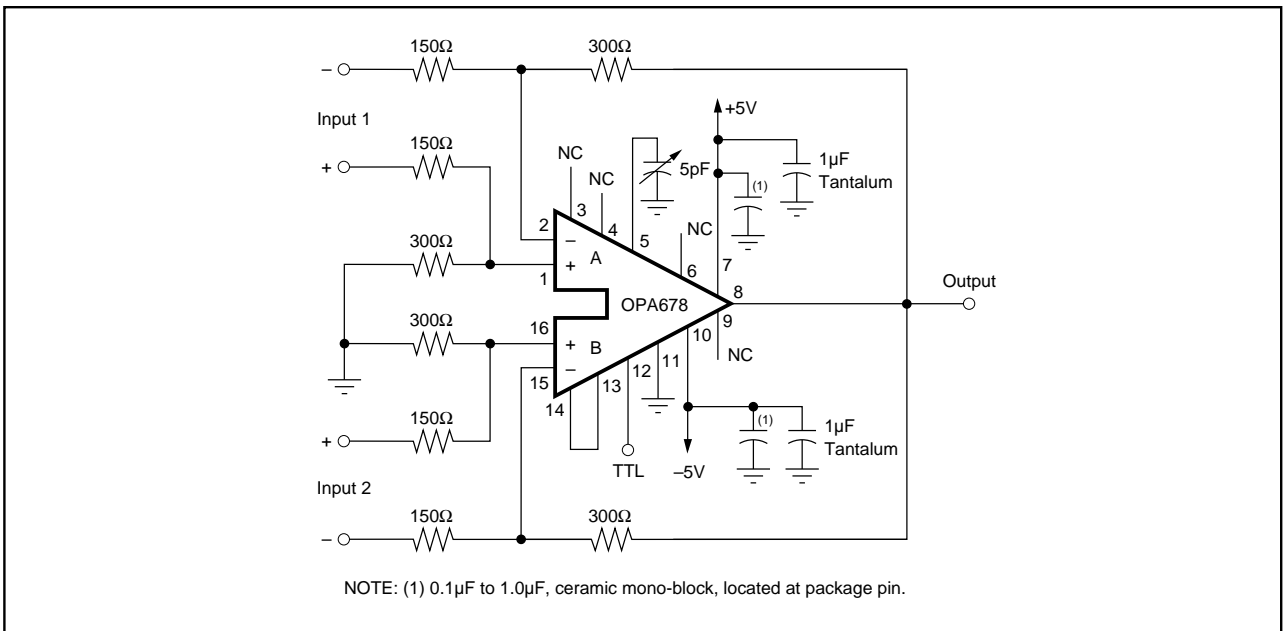 150Ω
300Ω
–
+5V
Input 1
150Ω
NC
1µF
+
5pF
Tantalum
NC
(1)
3
NC
2
4
5
300Ω
–
A
7
+
6
1
8
Output
OPA678
300Ω
16
9
10
+
B
NC
11
–
12
15
13
14
(1)
1µF
150Ω
Tantalum
+
TTL
–5V
Input 2
150Ω
300Ω
–
NOTE: (1) 0.1µF to 1.0µF, ceramic mono-block, located at package pin.